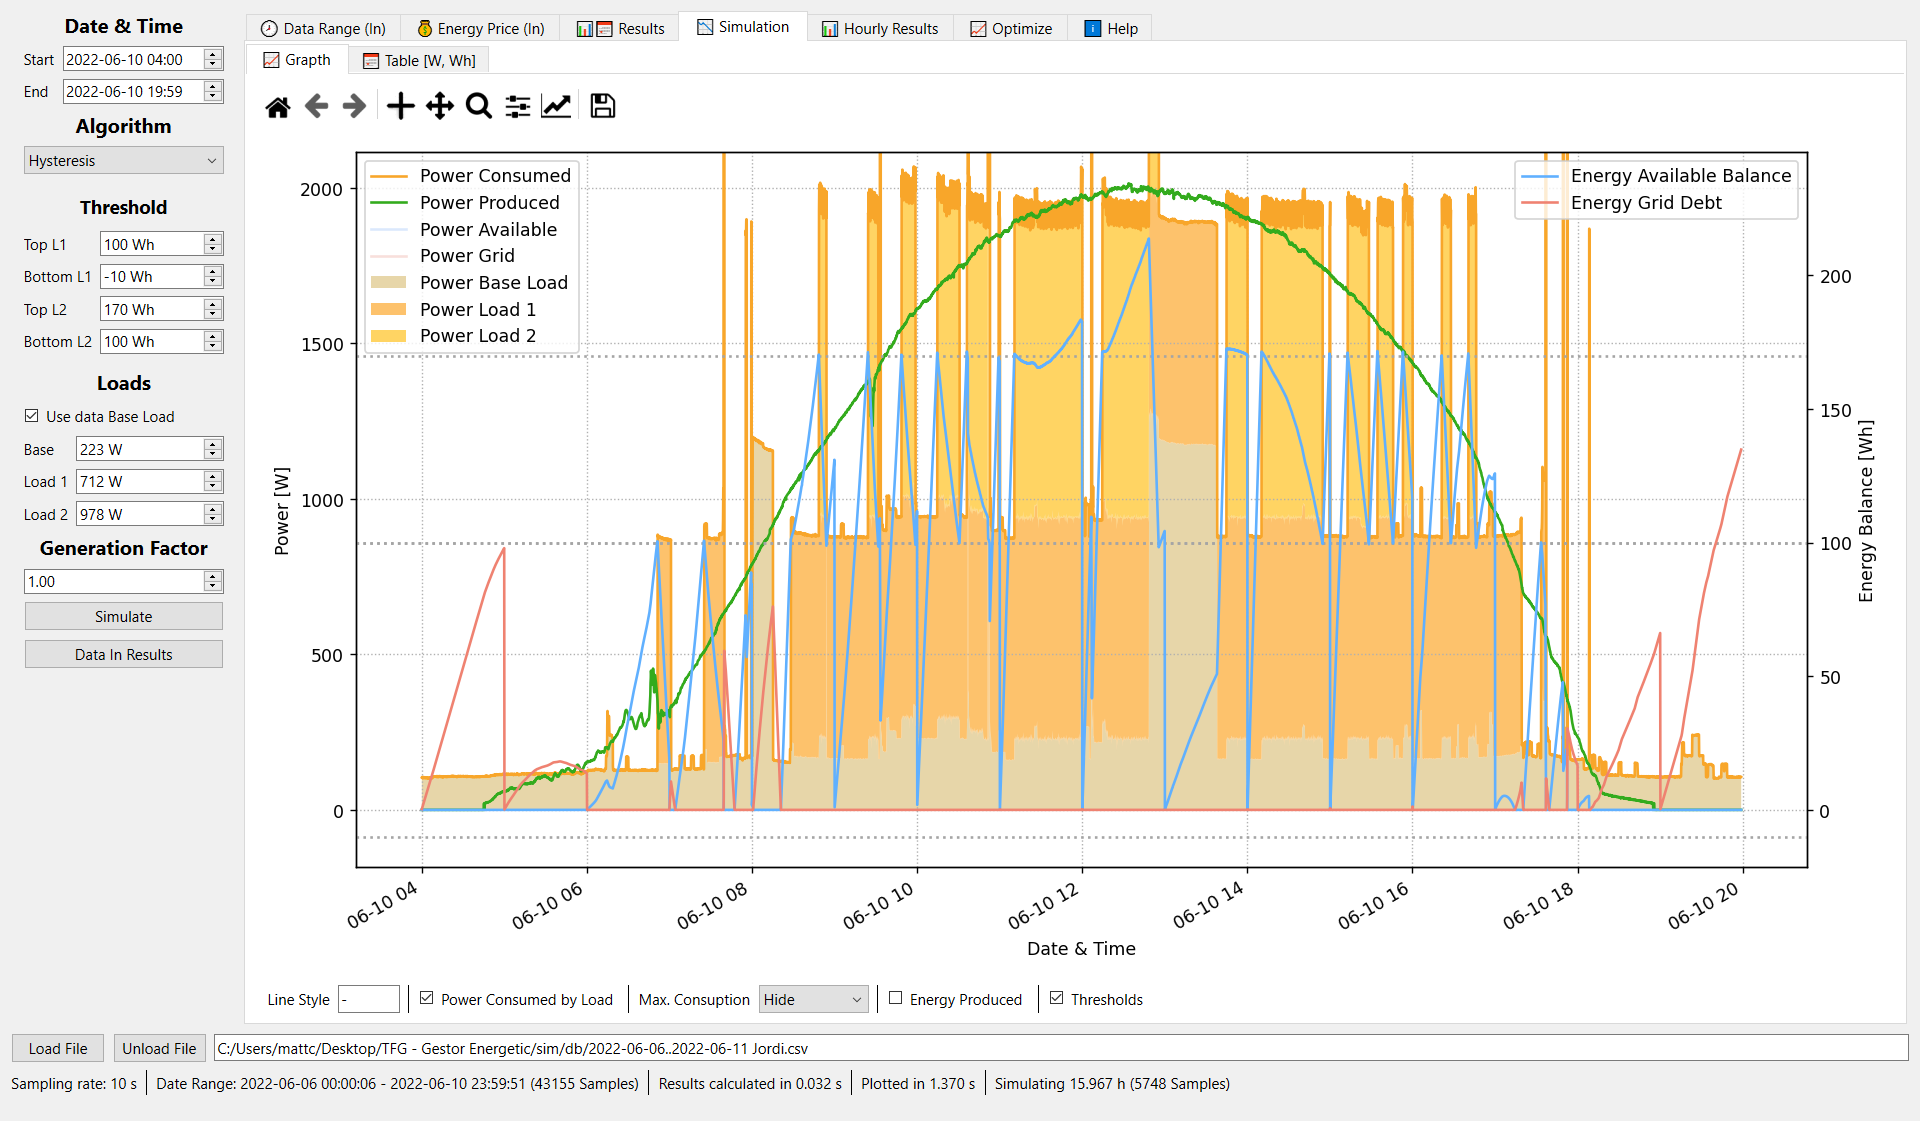 Date & Time
Start 2022-06-10 04:00
End 2022-06-10 19:59
Algorithm
Hysteresis
Threshold
Top L1 100 Wh
Bottom L1 -10 Wh
Top L2 170 Wh
Bottom L2 100 Wh
Loads
Use data Base Load
Base 223 W
Load 1 712 W
Load 2 978 W
Generation Factor
1.00
Simulate
Data In Results
Data Range (In) Energy Price (In) Results Simulation Hourly Results Optimize Help
Graph Table [W, Wh]
Power Consumed
Power Produced
Power Available
Power Grid
Power Base Load
Power Load 1
Power Load 2
Energy Available Balance
Energy Grid Debt
2000
1500
1000
500
0
Power [W]
200
150
100
50
0
Energy Balance [Wh]
06-10 04 06-10 06 06-10 08 06-10 10 06-10 12 06-10 14 06-10 16 06-10 18 06-10 20
Date & Time
Line Style - Power Consumed by Load Max. Consuption Hide Energy Produced Thresholds
Load File Unload File C:/Users/mattc/Desktop/TFG - Gestor Energetic/sim/db/2022-06-06..2022-06-11 Jordi.csv
Sampling rate: 10 s Date Range: 2022-06-06 00:00:06 - 2022-06-10 23:59:51 (43155 Samples) Results calculated in 0.032 s Plotted in 1.370 s Simulating 15.967 h (5748 Samples)